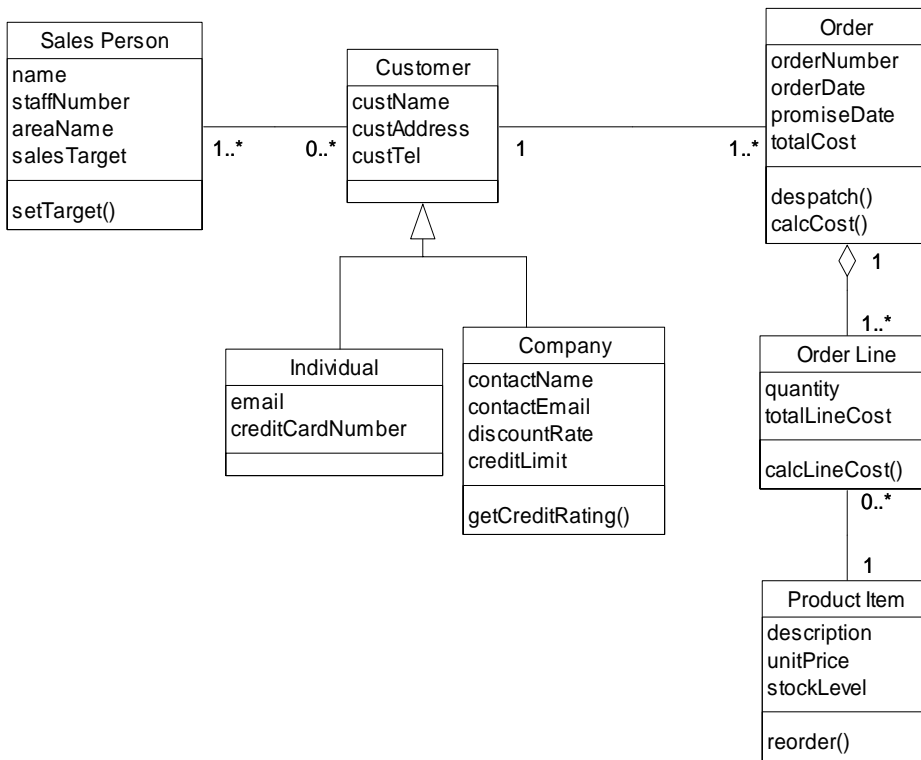 Sales Person
name
staffNumber
areaName
salesTarget
setTarget()
1..*
0..*
Customer
custName
custAddress
custTel
1
1..*
Order
orderNumber
orderDate
promiseDate
totalCost
despatch()
calcCost()
1
1..*
Individual
email
creditCardNumber
Company
contactName
contactEmail
discountRate
creditLimit
getCreditRating()
Order Line
quantity
totalLineCost
calcLineCost()
0..*
1
Product Item
description
unitPrice
stockLevel
reorder()